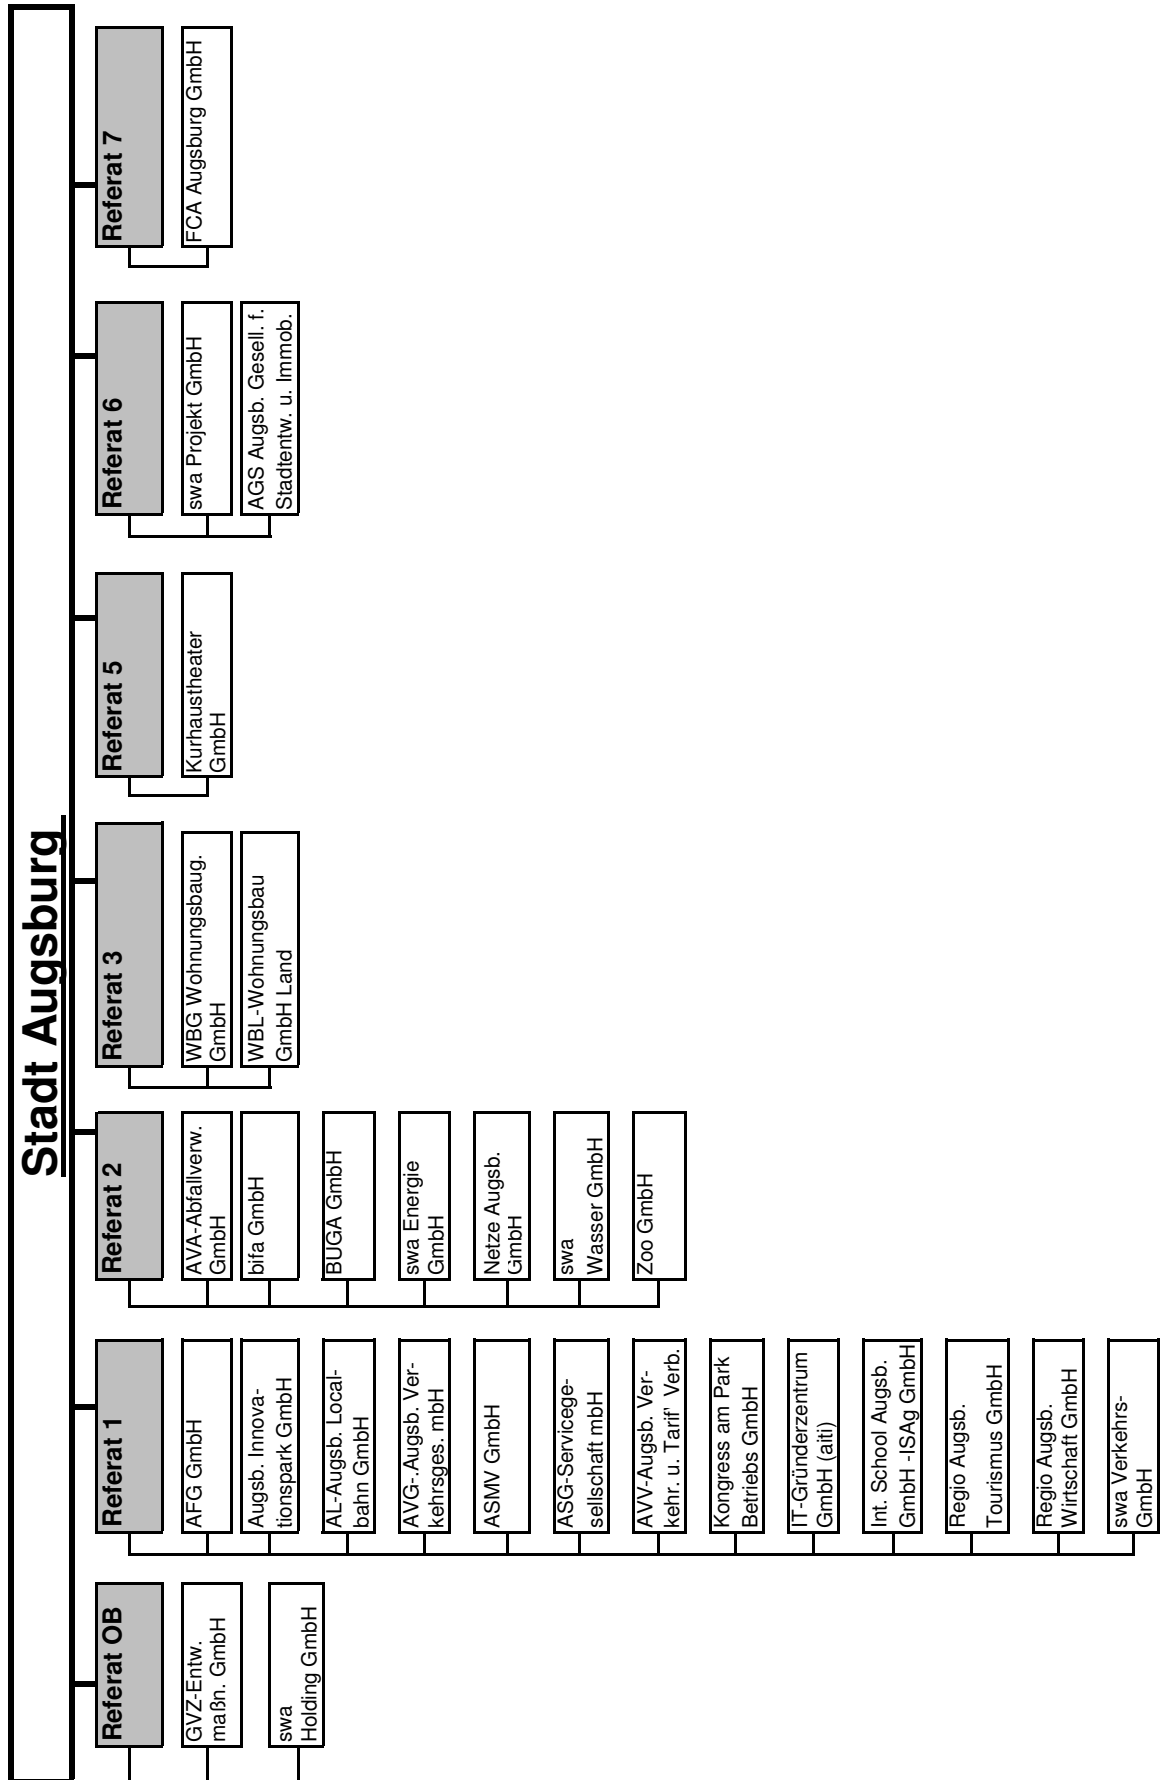 Stadt Augsburg
Referat OB
GVZ-Entw.
maßn. GmbH
swa
Holding GmbH
Referat 1
AFG GmbH
Augsb. Innova-
tionspark GmbH
AL-Augsb. Local-
bahn GmbH
AVG-.Augsb. Ver-
kehrsges. mbH
ASMV GmbH
ASG-Servicege-
sellschaft mbH
AVV-Augsb. Ver-
kehr. u. Tarif' Verb.
Kongress am Park
Betriebs GmbH
IT-Gründerzentrum
GmbH (aiti)
Int. School Augsb.
GmbH -ISAg GmbH
Regio Augsb.
Tourismus GmbH
Regio Augsb.
Wirtschaft GmbH
swa Verkehrs-
GmbH
Referat 2
AVA-Abfallverw.
GmbH
bifa GmbH
BUGA GmbH
swa Energie
GmbH
Netze Augsb.
GmbH
swa
Wasser GmbH
Zoo GmbH
Referat 3
WBG Wohnungsbaug.
GmbH
WBL-Wohnungsbau
GmbH Land
Referat 5
Kurhaustheater
GmbH
Referat 6
swa Projekt GmbH
AGS Augsb. Gesell. f.
Stadtentw. u. Immob.
Referat 7
FCA Augsburg GmbH